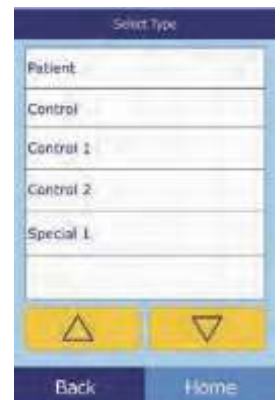 Select Type
Patient
Control
Control 1
Control 2
Special 1
Back Home